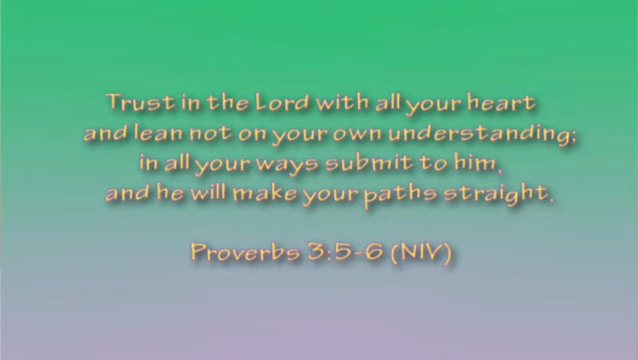 Trust in the Lord with all your heart
and lean not on your own understanding;
in all your ways submit to him,
and he will make your paths straight.
Proverbs 3:5-6 (NIV)